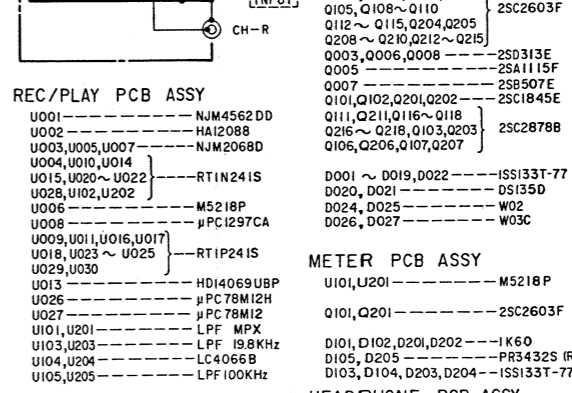 INPUT
CH-R
REC/PLAY PCB ASSY
U001-----------NJM4562DD
U002-----------HA12088
U003,U005,U007------NJM2068D
U004,U010,U014
U015,U020~U022 ----RT1N241S
U028,U102,U202
U006-----------M5218P
U008-----------μPC1297CA
U009,U011,U016,U017
U018,U023~U025 ---RT1P241S
U029,U030
U013-----------HD14069UBP
U026-----------μPC78M12H
U027-----------μPC78M12
U101,U201--------LPF MPX
U103,U203--------LPF 19.8KHz
U104,U204--------LC4066B
U105,U205--------LPF100KHz
Q105,Q108~Q110
Q112~Q115,Q204,Q205 2SC2603F
Q208~Q210,Q212~Q215
Q003,Q006,Q008-----2SD313E
Q005-----------2SA1115F
Q007-----------2SB507E
Q101,Q102,Q201,Q202----2SC1845E
Q111,Q211,Q116~Q118
Q216~Q218,Q103,Q203 2SC2878B
Q106,Q206,Q107,Q207
D001~D019,D022----1SS133T-77
D020,D021--------DS135D
D024,D025--------W02
D026,D027--------W03C
METER PCB ASSY
U101,U201--------M5218P
Q101,Q201--------2SC2603F
D101,D102,D201,D202---1K60
D105,D205--------PR3432S
D103,D104,D203,D204--1SS133T-77
HEADPHONE PCB ASSY